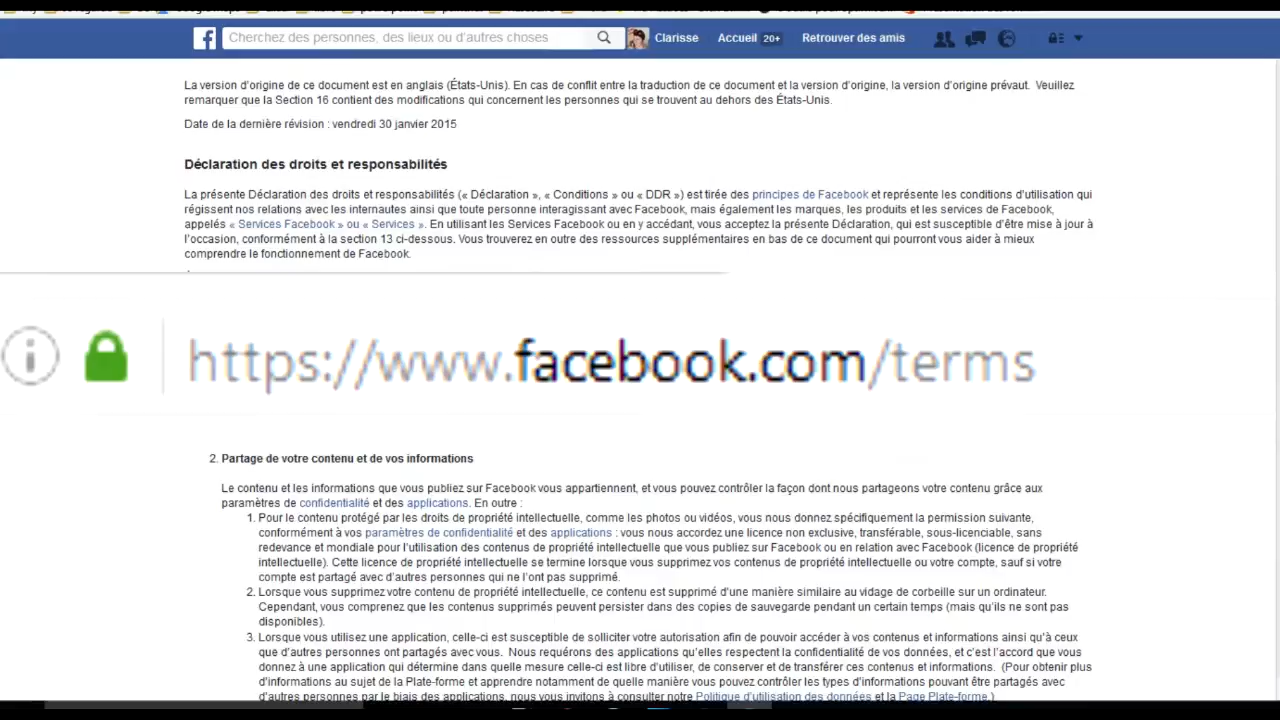 Cherchez des personnes, des lieux ou d'autres choses
Clarisse
Accueil 20+
Retrouver des amis
La version d'origine de ce document est en anglais (États-Unis). En cas de conflit entre la traduction de ce document et la version d'origine, la version d'origine prévaut. Veuillez
remarquer que la Section 16 contient des modifications qui concernent les personnes qui se trouvent au dehors des États-Unis.
Date de la dernière révision : vendredi 30 janvier 2015
Déclaration des droits et responsabilités
La présente Déclaration des droits et responsabilités (« Déclaration », « Conditions » ou « DDR ») est tirée des principes de Facebook et représente les conditions d'utilisation qui
régissent nos relations avec les internautes ainsi que toute personne interagissant avec Facebook, mais également les marques, les produits et les services de Facebook,
appelés « Services Facebook » ou « Services ». En utilisant les Services Facebook ou en y accédant, vous acceptez la présente Déclaration, qui est susceptible d'être mise à jour à
l'occasion, conformément à la section 13 ci-dessous. Vous trouverez en outre des ressources supplémentaires en bas de ce document qui pourront vous aider à mieux
comprendre le fonctionnement de Facebook.
https://www.facebook.com/terms
2. Partage de votre contenu et de vos informations
Le contenu et les informations que vous publiez sur Facebook vous appartiennent, et vous pouvez contrôler la façon dont nous partageons votre contenu grâce aux
paramètres de confidentialité et des applications. En outre :
1. Pour le contenu protégé par les droits de propriété intellectuelle, comme les photos ou vidéos, vous nous donnez spécifiquement la permission suivante,
conformément à vos paramètres de confidentialité et des applications : vous nous accordez une licence non exclusive, transférable, sous-licenciable, sans
redevance et mondiale pour l'utilisation des contenus de propriété intellectuelle que vous publiez sur Facebook ou en relation avec Facebook (licence de propriété
intellectuelle). Cette licence de propriété intellectuelle se termine lorsque vous supprimez vos contenus de propriété intellectuelle ou votre compte, sauf si votre
compte est partagé avec d'autres personnes qui ne l'ont pas supprimé.
2. Lorsque vous supprimez votre contenu de propriété intellectuelle, ce contenu est supprimé d'une manière similaire au vidage de corbeille sur un ordinateur.
Cependant, vous comprenez que les contenus supprimés peuvent persister dans des copies de sauvegarde pendant un certain temps (mais qu'ils ne sont pas
disponibles).
3. Lorsque vous utilisez une application, celle-ci est susceptible de solliciter votre autorisation afin de pouvoir accéder à vos contenus et informations ainsi qu'à ceux
que d'autres personnes ont partagés avec vous. Nous requérons des applications qu'elles respectent la confidentialité de vos données, et c'est l'accord que vous
donnez à une application qui détermine dans quelle mesure celle-ci est libre d'utiliser, de conserver et de transférer ces contenus et informations. (Pour obtenir plus
d'informations au sujet de la Plate-forme et apprendre notamment de quelle manière vous pouvez contrôler les types d'informations pouvant être partagés avec
d'autres personnes par le biais des applications, nous vous invitons à consulter notre Politique d'utilisation des données et la Page Plate-forme.)